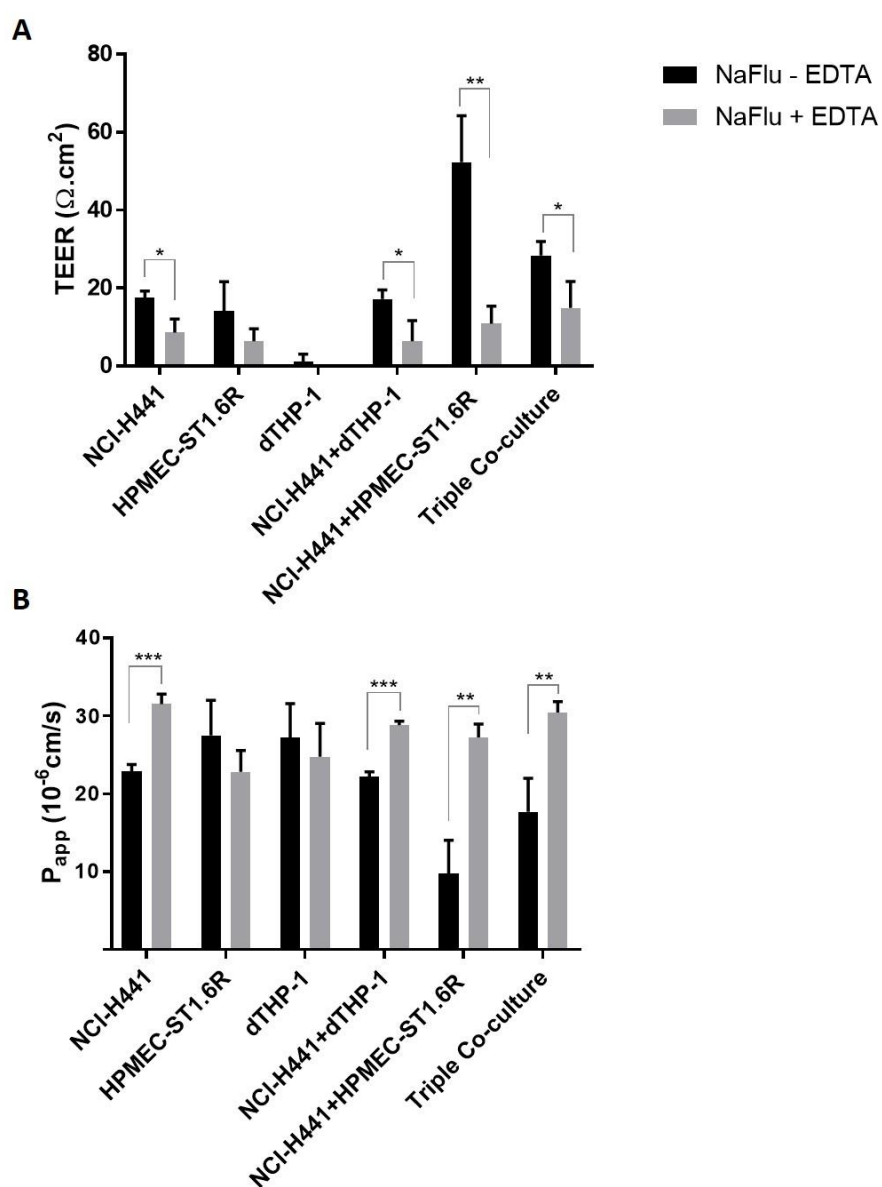 A
NaFlu - EDTA
NaFlu + EDTA
TEER (Ω.cm²)
80
60
40
20
0
*
*
**
*
NCI-H441
HPMEC-ST1.6R
dTHP-1
NCI-H441+dTHP-1
NCI-H441+HPMEC-ST1.6R
Triple Co-culture
B
Papp (10⁻⁶cm/s)
40
30
20
10
***
***
**
**
NCI-H441
HPMEC-ST1.6R
dTHP-1
NCI-H441+dTHP-1
NCI-H441+HPMEC-ST1.6R
Triple Co-culture